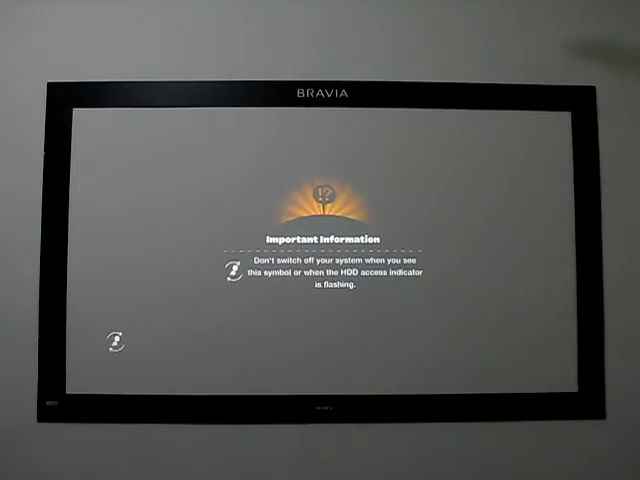 BRAVIA
!?
Important Information
Don't switch off your system when you see
this symbol or when the HDD access indicator
is flashing.
SONY